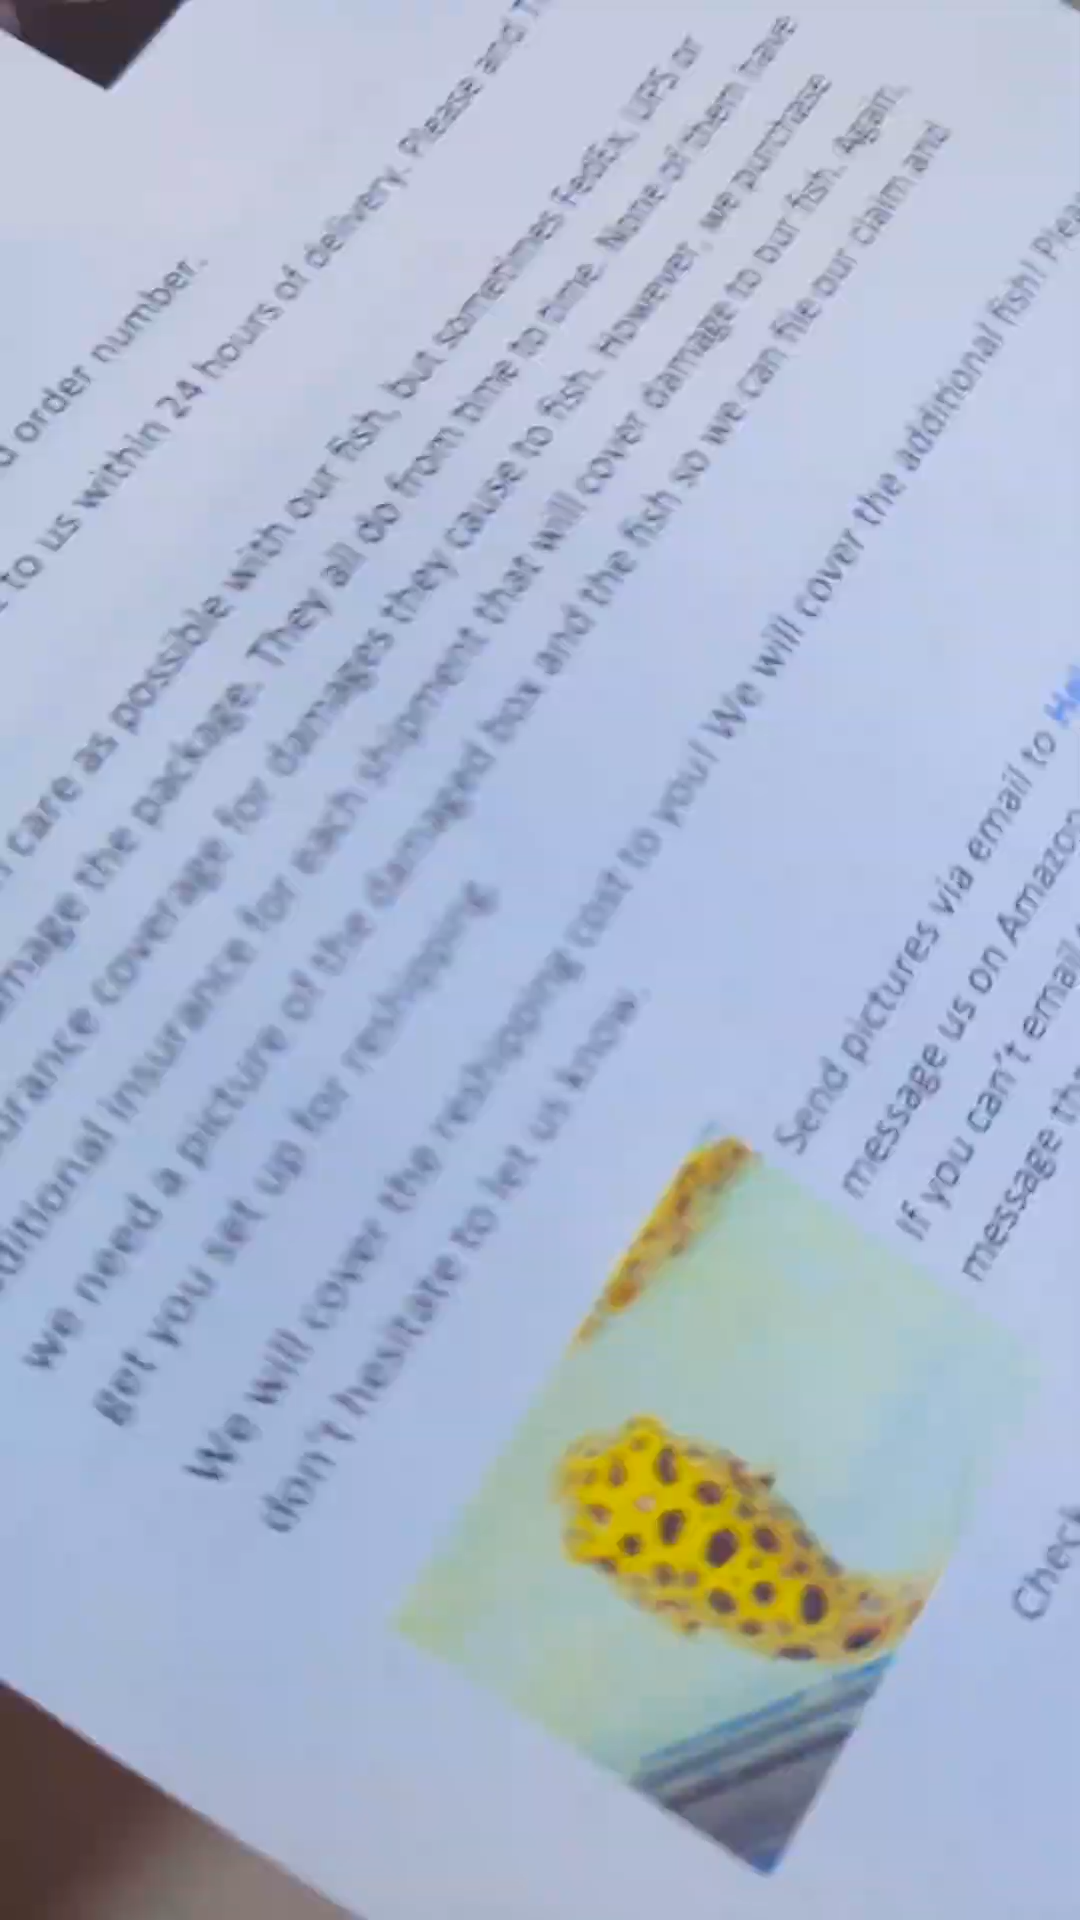 order number.
to us within 24 hours of delivery. Please and
care as possible with our fish, but sometimes FedEx, UPS or
the package. They all do from time to time. None of them have
coverage for damages they cause to fish. However, we purchase
insurance for each shipment that will cover damage to our fish. Again,
we need a picture of the damaged box and the fish so we can file our claim and
get you set up for reshipping
We will cover the reshipping cost to you! We will cover the additional fish!
don't hesitate to let us know.
Send pictures via email to
message us on Amazon
If you can't email
message
Check